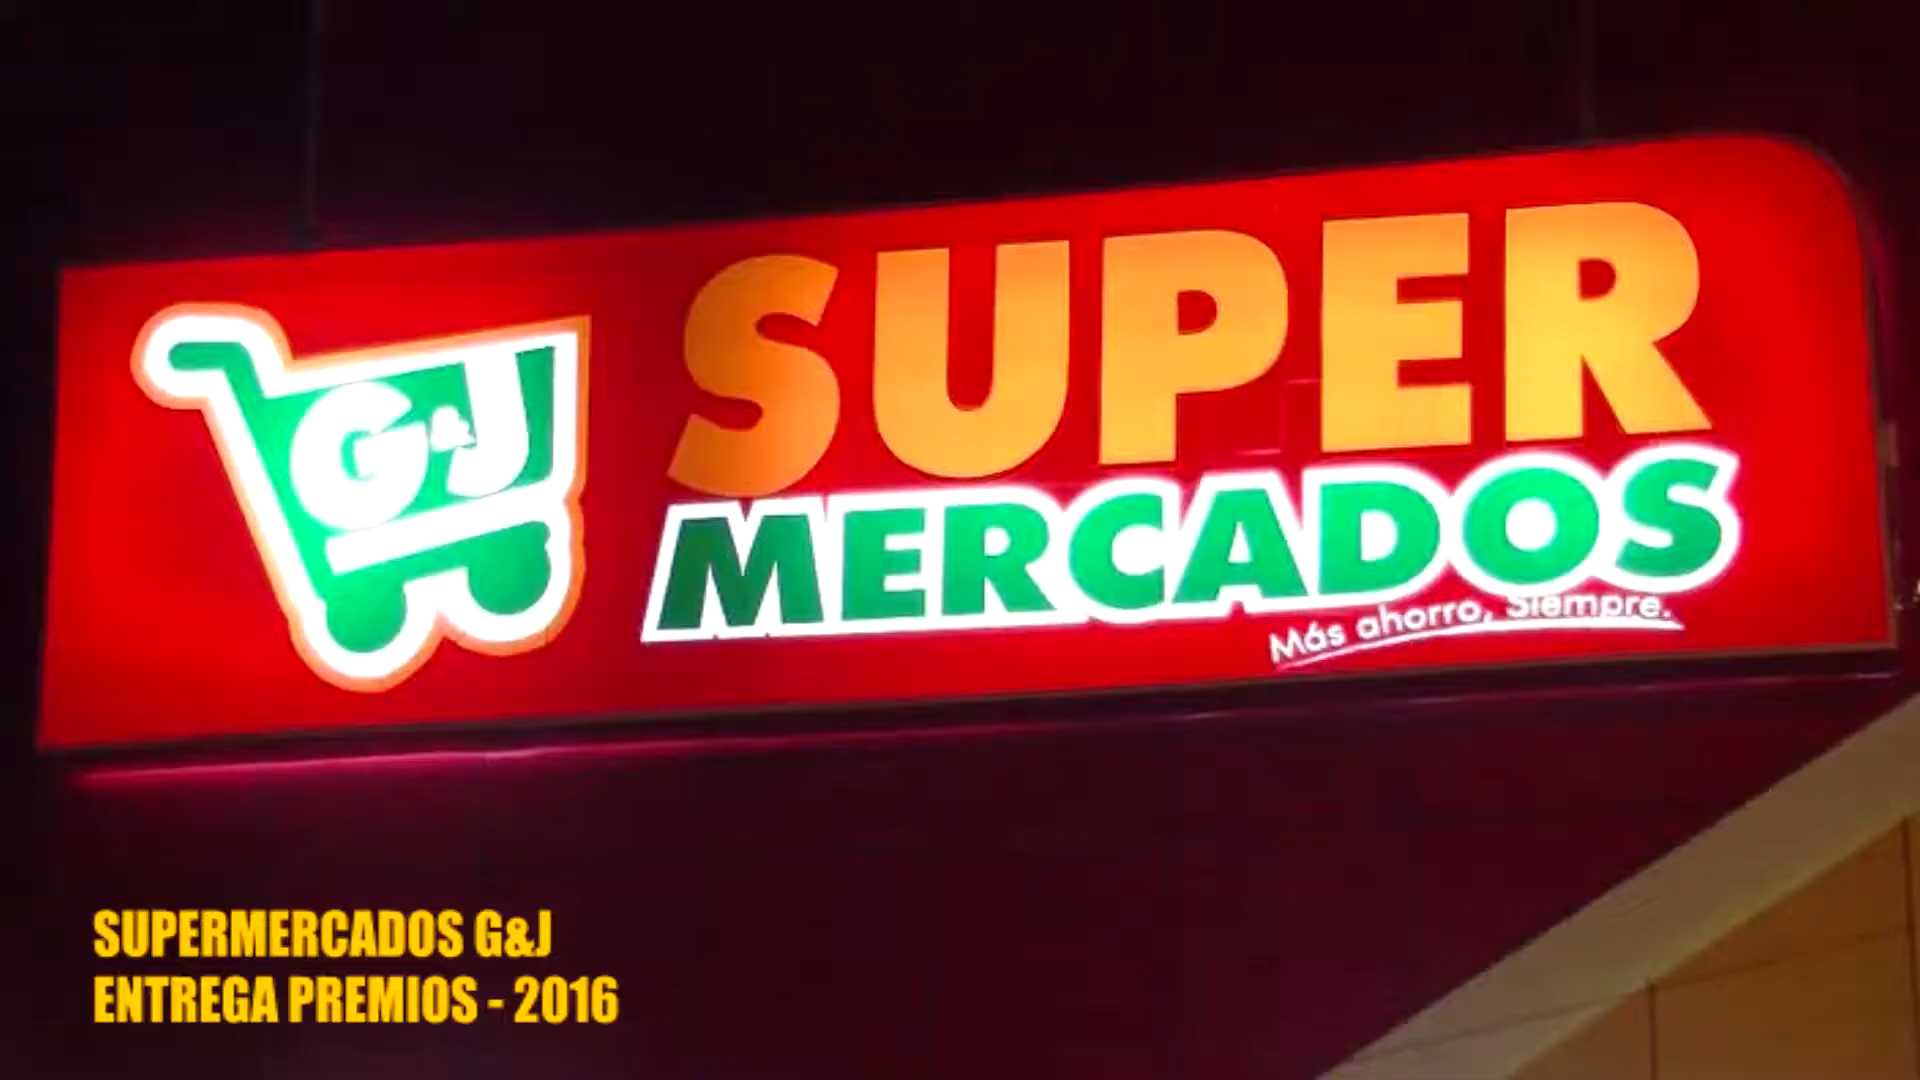 G&J
SUPER
MERCADOS
Más ahorro, Siempre.
SUPERMERCADOS G&J
ENTREGA PREMIOS - 2016